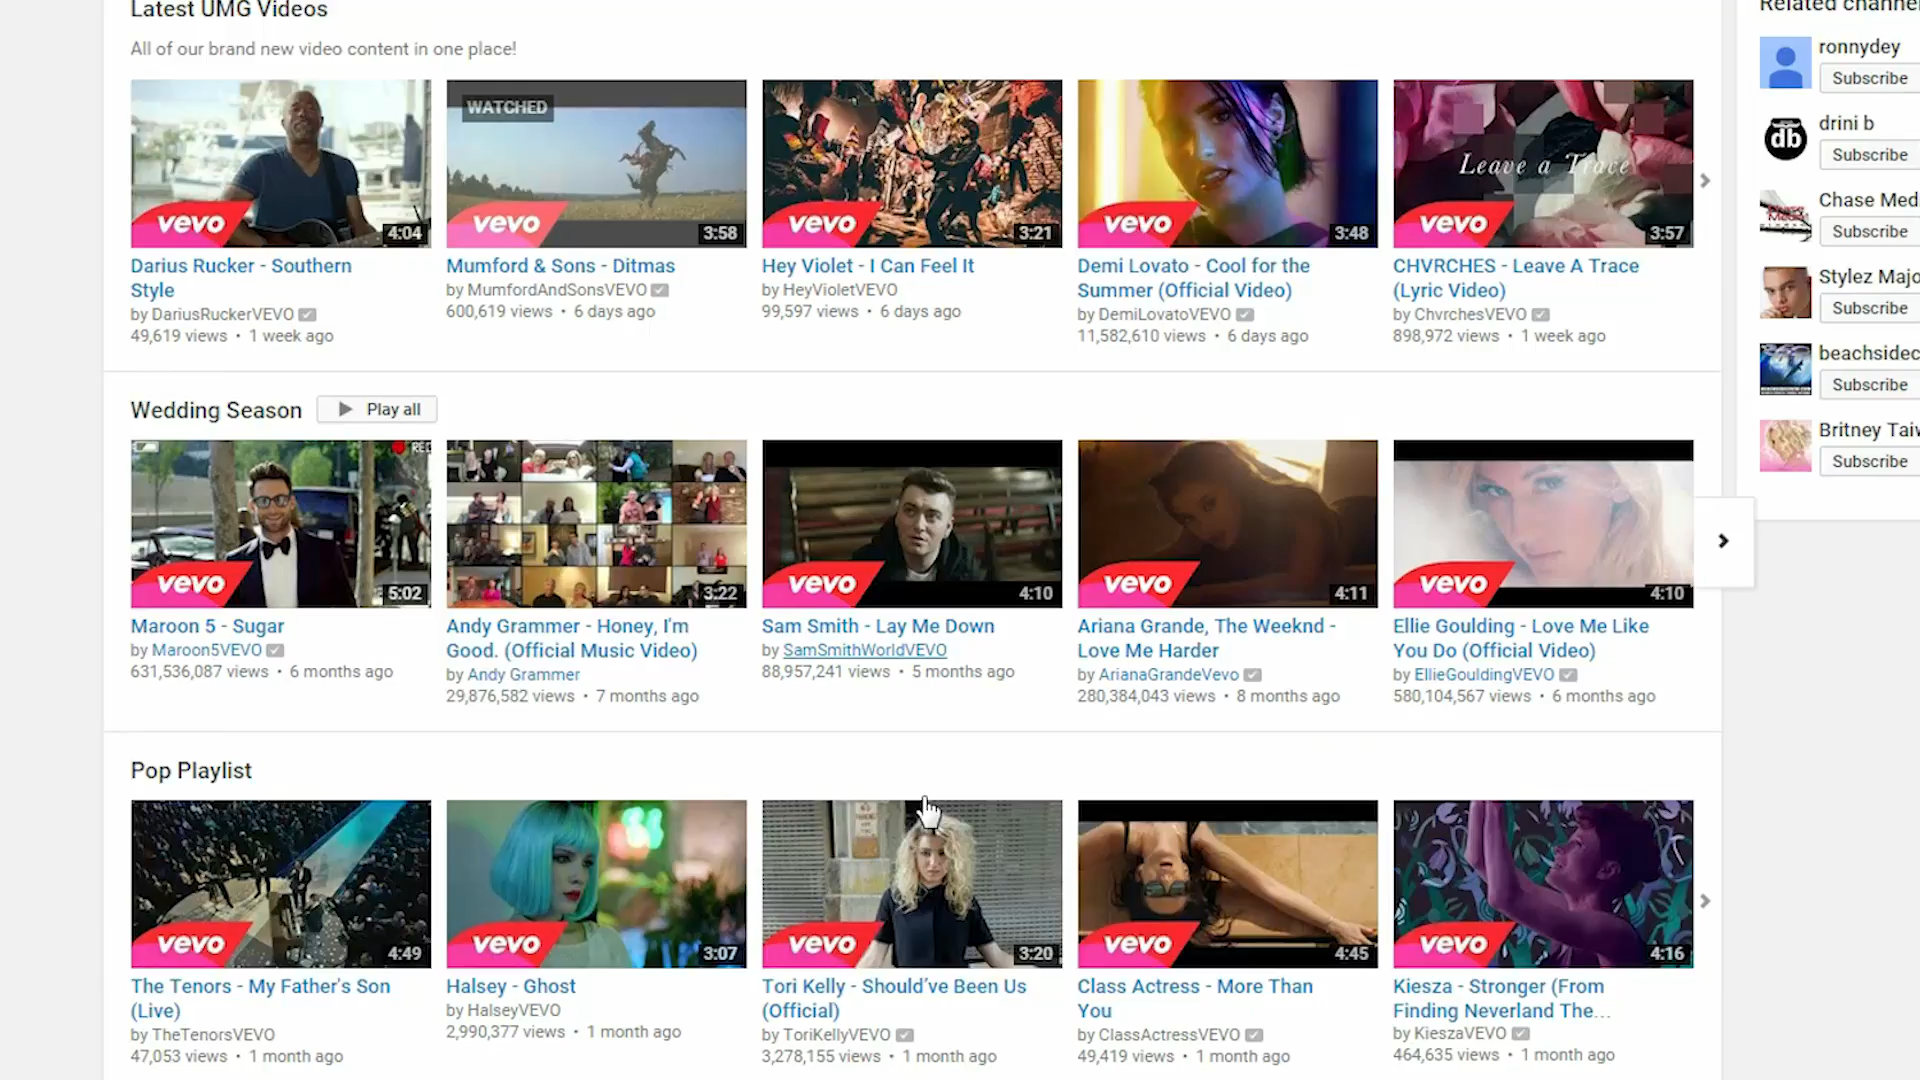 Latest UMG Videos
All of our brand new video content in one place!
vevo
4:04
WATCHED
vevo
3:58
vevo
3:21
vevo
3:48
Leave a Trace
vevo
3:57
Darius Rucker - Southern
Style
by DariusRuckerVEVO
49,619 views • 1 week ago
Mumford & Sons - Ditmas
by MumfordAndSonsVEVO
600,619 views • 6 days ago
Hey Violet - I Can Feel It
by HeyVioletVEVO
99,597 views • 6 days ago
Demi Lovato - Cool for the
Summer (Official Video)
by DemiLovatoVEVO
11,582,610 views • 6 days ago
CHVRCHES - Leave A Trace
(Lyric Video)
by ChvrchesVEVO
898,972 views • 1 week ago
Wedding Season
Play all
REC
vevo
5:02
3:22
vevo
4:10
vevo
4:11
vevo
4:10
Maroon 5 - Sugar
by Maroon5VEVO
631,536,087 views • 6 months ago
Andy Grammer - Honey, I'm
Good. (Official Music Video)
by Andy Grammer
29,876,582 views • 7 months ago
Sam Smith - Lay Me Down
by SamSmithWorldVEVO
88,957,241 views • 5 months ago
Ariana Grande, The Weeknd -
Love Me Harder
by ArianaGrandeVevo
280,384,043 views • 8 months ago
Ellie Goulding - Love Me Like
You Do (Official Video)
by EllieGouldingVEVO
580,104,567 views • 6 months ago
Pop Playlist
vevo
4:49
vevo
3:07
vevo
3:20
vevo
4:45
vevo
4:16
The Tenors - My Father's Son
(Live)
by TheTenorsVEVO
47,053 views • 1 month ago
Halsey - Ghost
by HalseyVEVO
2,990,377 views • 1 month ago
Tori Kelly - Should've Been Us
(Official)
by ToriKellyVEVO
3,278,155 views • 1 month ago
Class Actress - More Than
You
by ClassActressVEVO
49,419 views • 1 month ago
Kiesza - Stronger (From
Finding Neverland The...
by KieszaVEVO
464,635 views • 1 month ago
Related channe
ronnydey
Subscribe
db
drini b
Subscribe
Chase Med
Subscribe
Stylez Majo
Subscribe
beachsidec
Subscribe
Britney Taiw
Subscribe